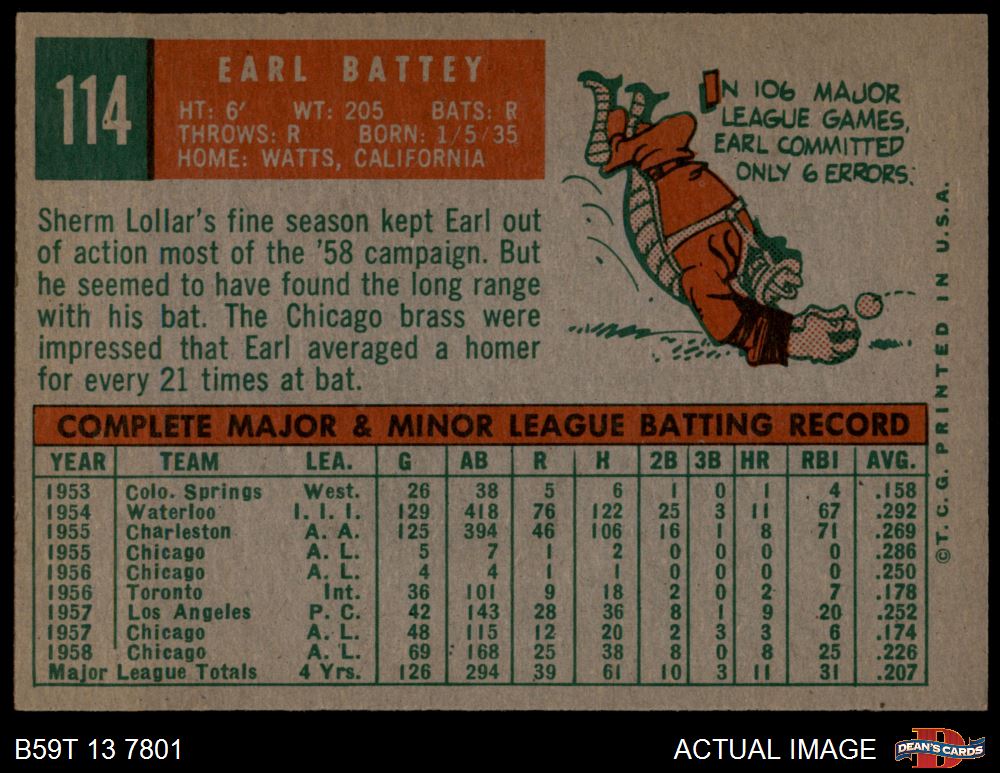 114
EARL BATTEY
HT: 6' WT: 205 BATS: R
THROWS: R BORN: 1/5/35
HOME: WATTS, CALIFORNIA
IN 106 MAJOR
LEAGUE GAMES,
EARL COMMITTED
ONLY 6 ERRORS.
Sherm Lollar's fine season kept Earl out
of action most of the '58 campaign. But
he seemed to have found the long range
with his bat. The Chicago brass were
impressed that Earl averaged a homer
for every 21 times at bat.
COMPLETE MAJOR & MINOR LEAGUE BATTING RECORD
YEAR TEAM LEA. G AB R H 2B 3B HR RBI AVG.
1953 Colo. Springs West. 26 38 5 6 1 0 1 4 .158
1954 Waterloo I. I. I. 129 418 76 122 25 3 11 67 .292
1955 Charleston A. A. 125 394 46 106 16 1 8 71 .269
1955 Chicago A. L. 5 7 1 2 0 0 0 0 .286
1956 Chicago A. L. 4 4 1 1 0 0 0 0 .250
1956 Toronto Int. 36 101 9 18 2 0 2 7 .178
1957 Los Angeles P. C. 42 143 28 36 8 1 9 20 .252
1957 Chicago A. L. 48 115 12 20 2 3 3 6 .174
1958 Chicago A. L. 69 168 25 38 8 0 8 25 .226
Major League Totals 4 Yrs. 126 294 39 61 10 3 11 31 .207
©T. C. G. PRINTED IN U.S.A.
B59T 13 7801
ACTUAL IMAGE
D
DEAN'S CARDS